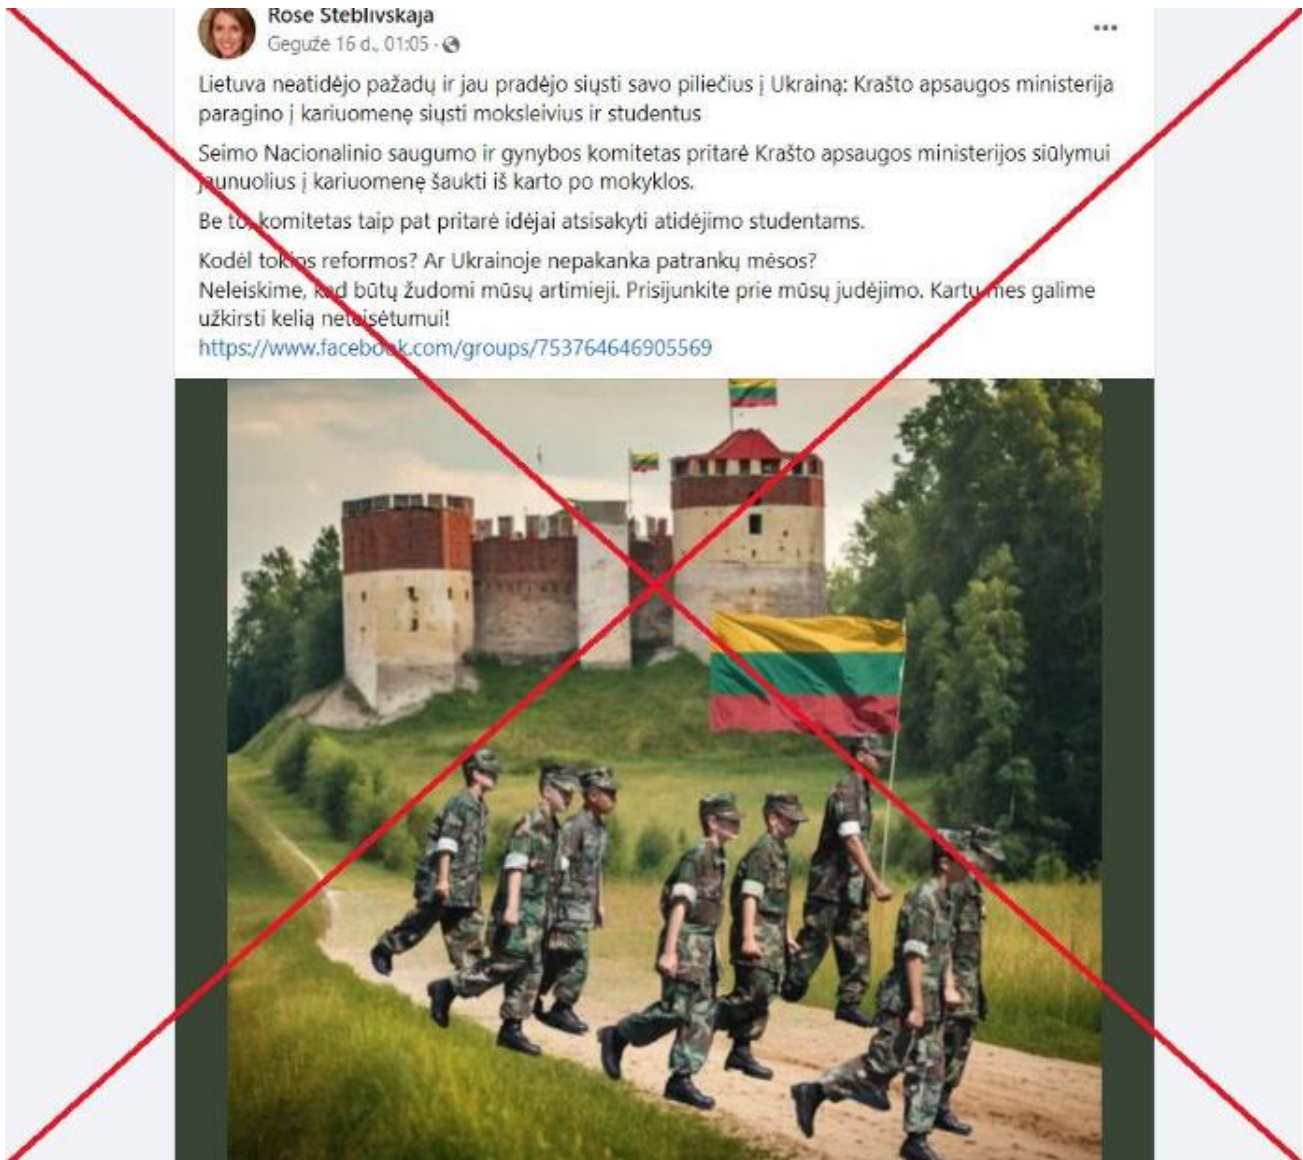 Rose Steblivskaja
Gegužė 16 d., 01:05 ·
Lietuva neatidėjo pažadų ir jau pradėjo siųsti savo piliečius į Ukrainą: Krašto apsaugos ministerija
paragino į kariuomenę siųsti moksleivius ir studentus
Seimo Nacionalinio saugumo ir gynybos komitetas pritarė Krašto apsaugos ministerijos siūlymui
jaunuolius į kariuomenę šaukti iš karto po mokyklos.
Be to, komitetas taip pat pritarė idėjai atsisakyti atidėjimo studentams.
Kodėl tokios reformos? Ar Ukrainoje nepakanka patrankų mėsos?
Neleiskime, kad būtų žudomi mūsų artimieji. Prisijunkite prie mūsų judėjimo. Kartu mes galime
užkirsti kelią neteisėtumui!
https://www.facebook.com/groups/753764646905569